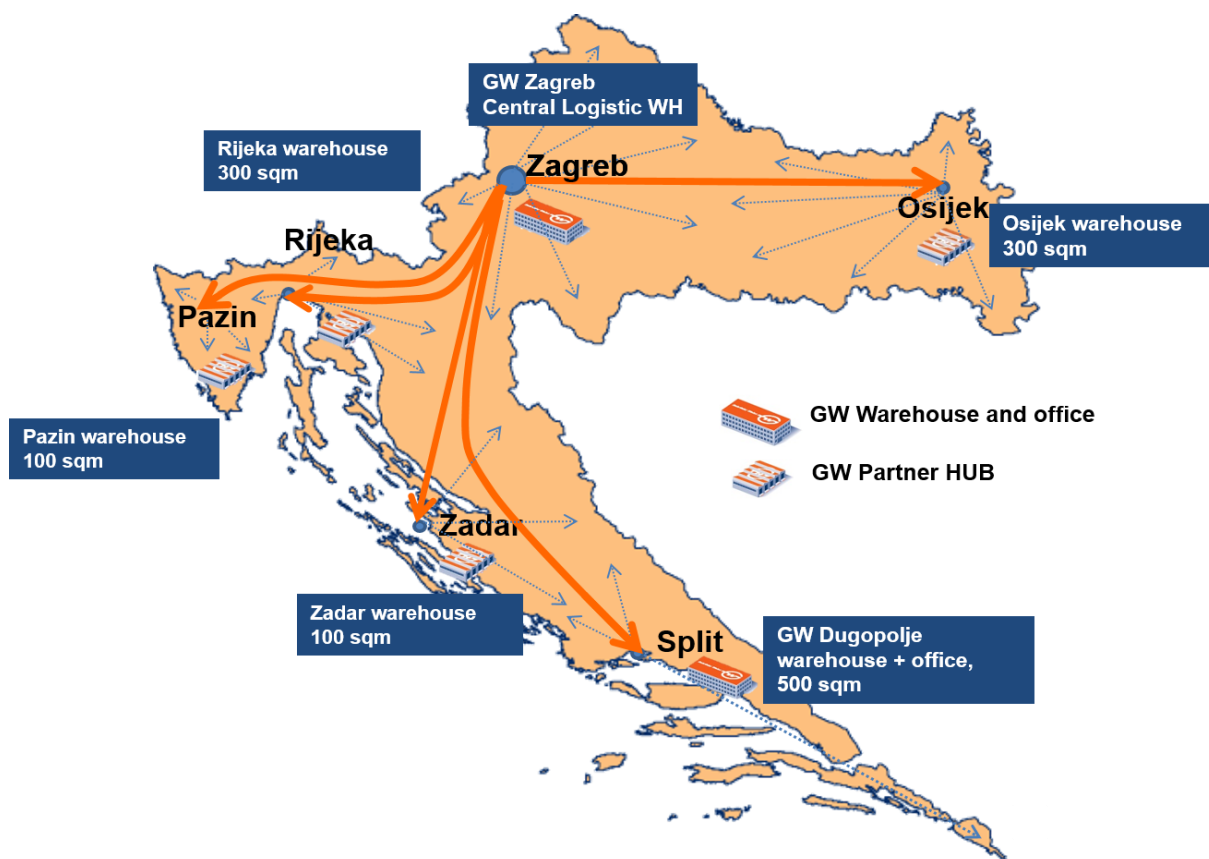 GW Zagreb
Central Logistic WH
Rijeka warehouse
300 sqm
Zagreb
Osijek
Osijek warehouse
300 sqm
Rijeka
Pazin
GW Warehouse and office
Pazin warehouse
100 sqm
GW Partner HUB
Zadar
Zadar warehouse
100 sqm
Split
GW Dugopolje
warehouse + office,
500 sqm